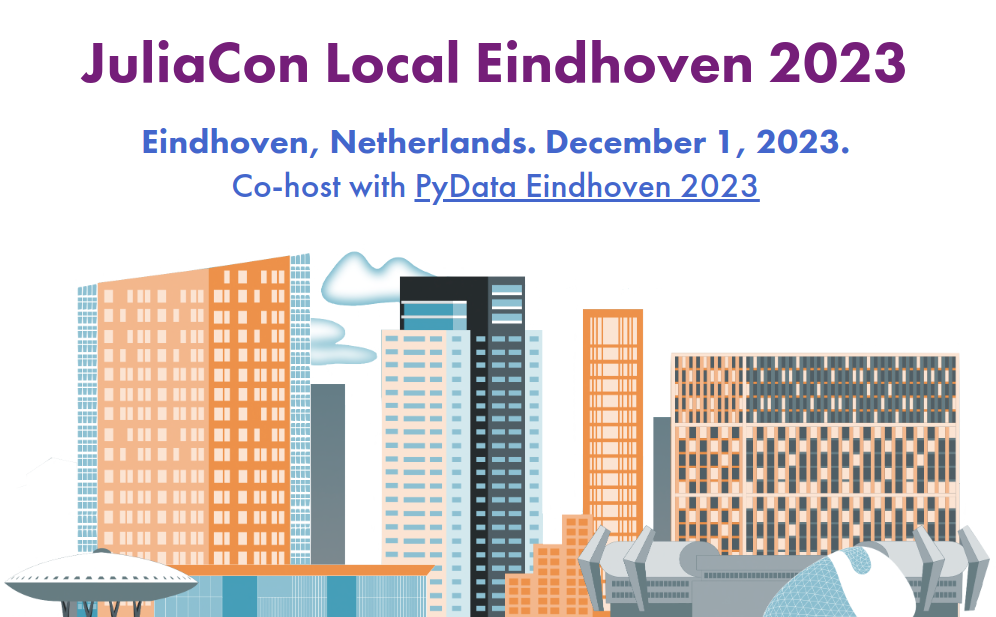 JuliaCon Local Eindhoven 2023
Eindhoven, Netherlands. December 1, 2023.
Co-host with PyData Eindhoven 2023